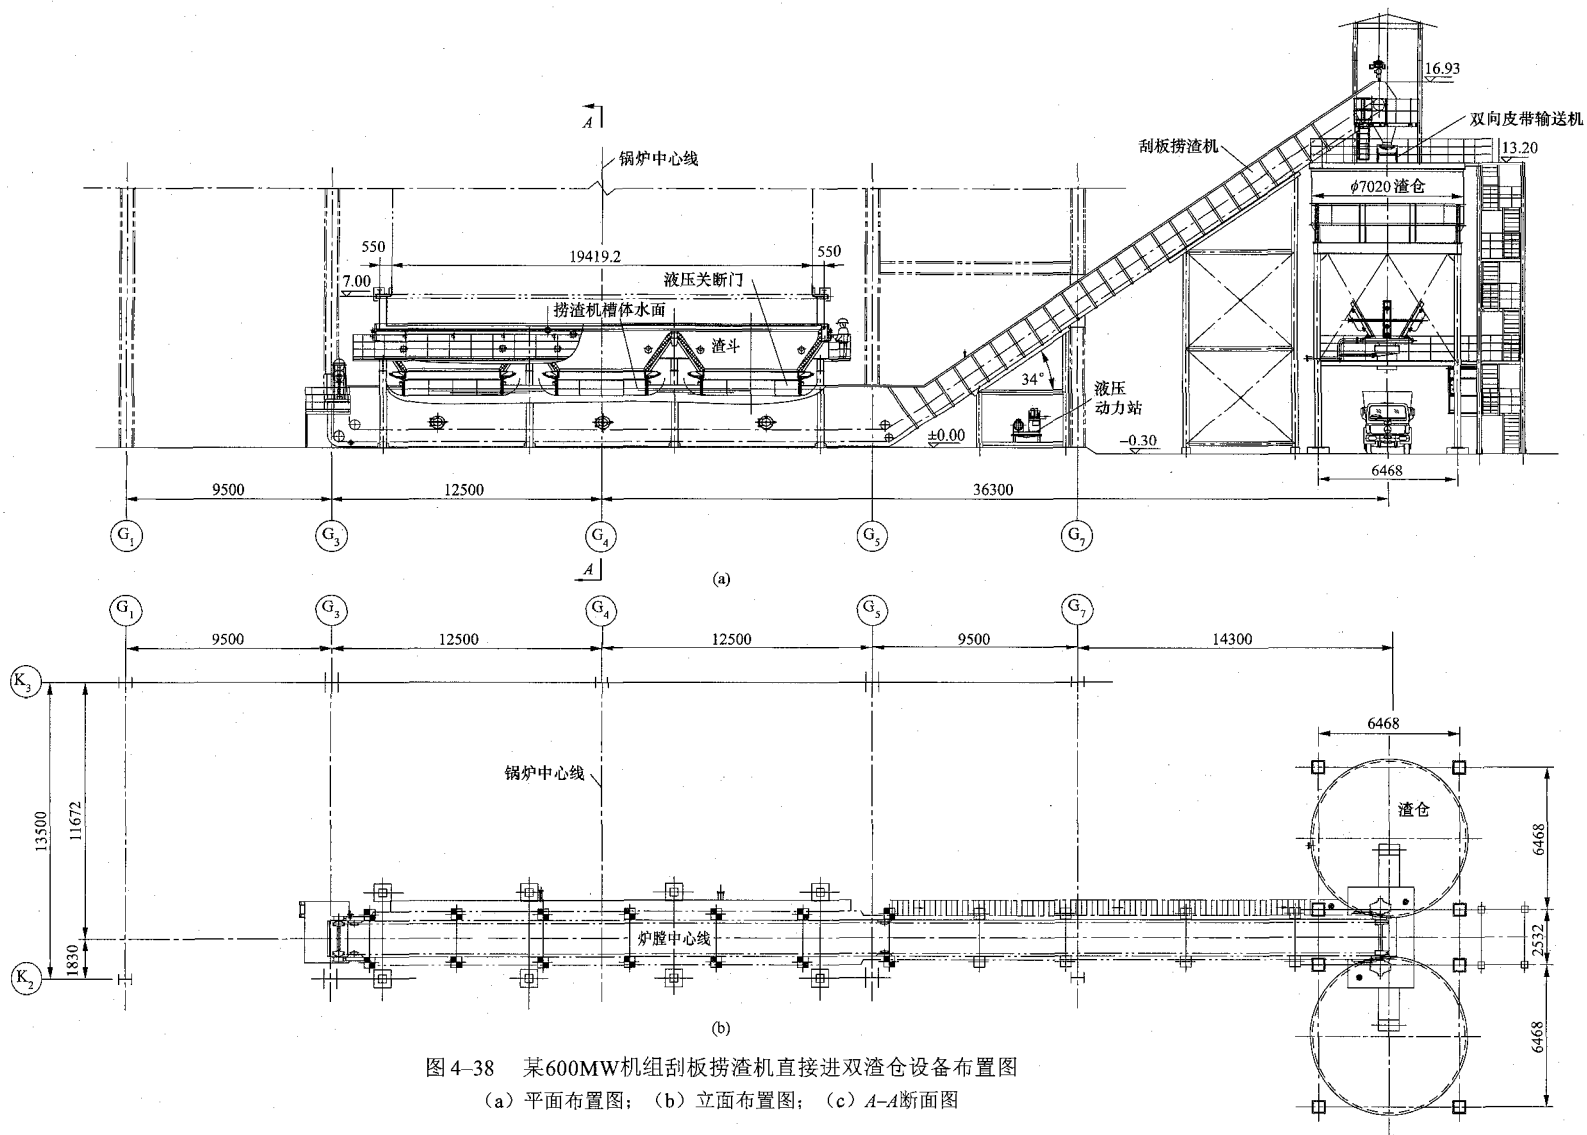 16.93
双向皮带输送机
A
刮板捞渣机
13.20
锅炉中心线
φ7020渣仓
550
19419.2
550
7.00
液压关断门
捞渣机槽体水面
渣斗
34°
液压
动力站
±0.00
−0.30
6468
9500
12500
36300
G1
G3
G4
G5
G7
A
(a)
G1
G3
G4
G5
G7
9500
12500
12500
9500
14300
K3
6468
锅炉中心线
渣仓
13500
11672
6468
炉膛中心线
1830
2532
K2
(b)
6468
图4–38 某600MW机组刮板捞渣机直接进双渣仓设备布置图
(a)平面布置图；(b)立面布置图；(c)A–A断面图